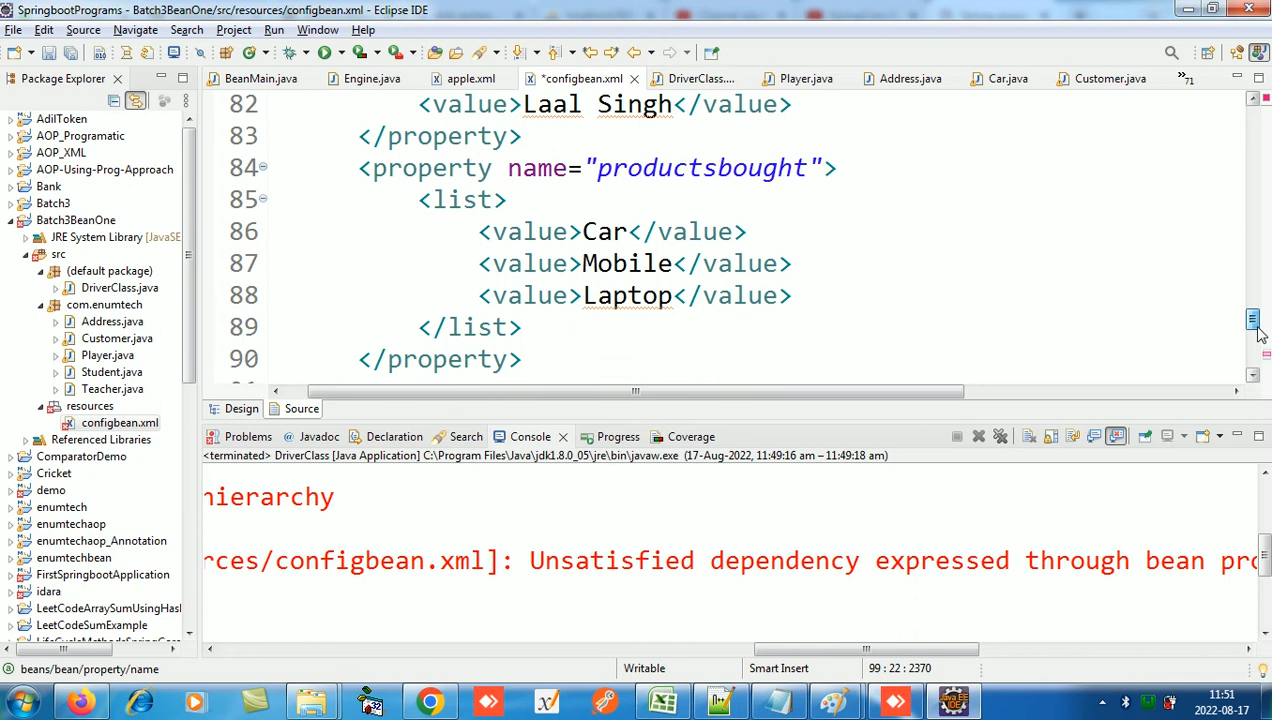 SpringbootPrograms - Batch3BeanOne/src/resources/configbean.xml - Eclipse IDE
File Edit Source Navigate Search Project Run Window Help
Package Explorer
BeanMain.java Engine.java apple.xml *configbean.xml DriverClass.... Player.java Address.java Car.java Customer.java »71
AdilToken
AOP_Programatic
AOP_XML
AOP-Using-Prog-Approach
Bank
Batch3
Batch3BeanOne
JRE System Library [JavaSE
src
(default package)
DriverClass.java
com.enumtech
Address.java
Customer.java
Player.java
Student.java
Teacher.java
resources
configbean.xml
Referenced Libraries
ComparatorDemo
Cricket
demo
enumtech
enumtechaop
enumtechaop_Annotation
enumtechbean
FirstSpringbootApplication
idara
LeetCodeArraySumUsingHasl
LeetCodeSumExample
82 <value>Laal Singh</value>
83 </property>
84 <property name="productsbought">
85 <list>
86 <value>Car</value>
87 <value>Mobile</value>
88 <value>Laptop</value>
89 </list>
90 </property>
Design Source
Problems Javadoc Declaration Search Console Progress Coverage
<terminated> DriverClass [Java Application] C:\Program Files\Java\jdk1.8.0_05\jre\bin\javaw.exe (17-Aug-2022, 11:49:16 am – 11:49:18 am)
hierarchy
rces/configbean.xml]: Unsatisfied dependency expressed through bean pro
beans/bean/property/name
Writable
Smart Insert
99 : 22 : 2370
11:51
2022-08-17